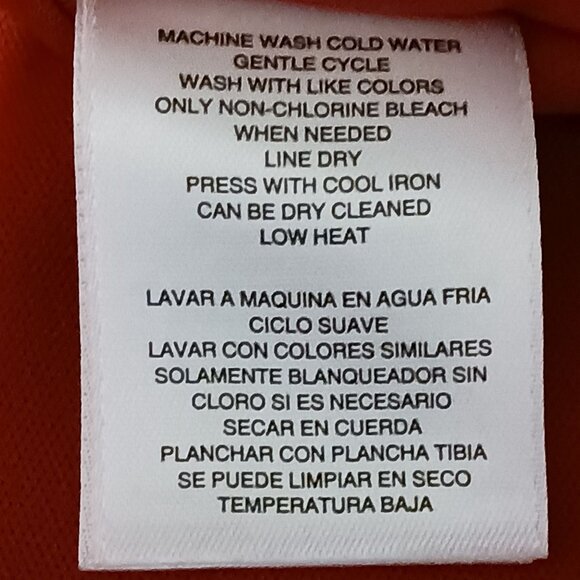 MACHINE WASH COLD WATER
GENTLE CYCLE
WASH WITH LIKE COLORS
ONLY NON-CHLORINE BLEACH
WHEN NEEDED
LINE DRY
PRESS WITH COOL IRON
CAN BE DRY CLEANED
LOW HEAT
LAVAR A MAQUINA EN AGUA FRIA
CICLO SUAVE
LAVAR CON COLORES SIMILARES
SOLAMENTE BLANQUEADOR SIN
CLORO SI ES NECESARIO
SECAR EN CUERDA
PLANCHAR CON PLANCHA TIBIA
SE PUEDE LIMPIAR EN SECO
TEMPERATURA BAJA